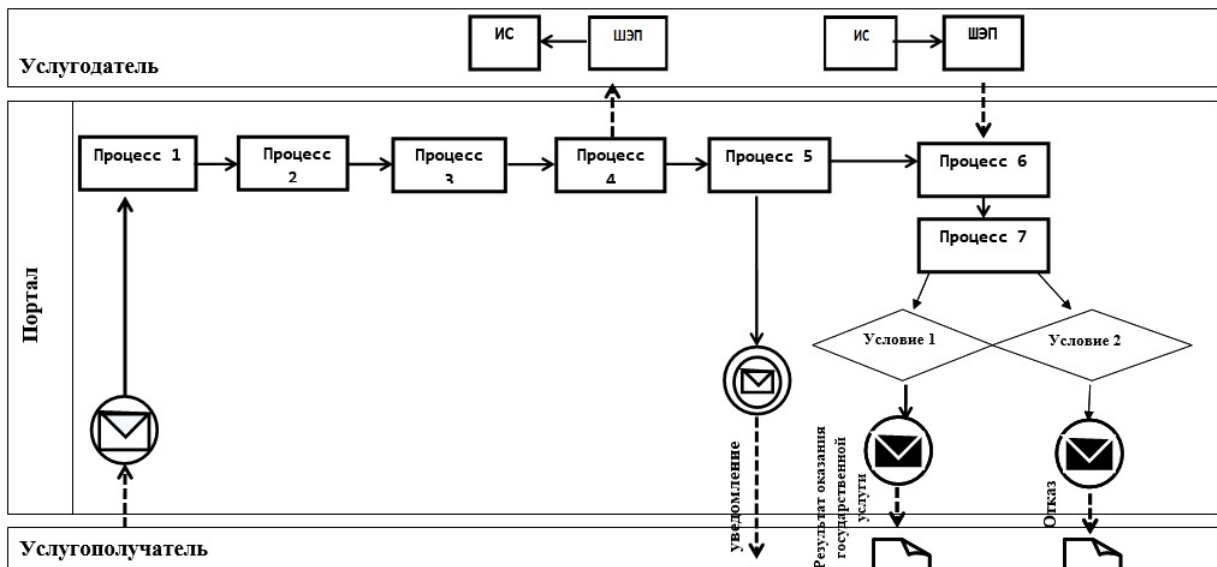 ИС
ШЭП
ИС
ШЭП
Услугодатель
Процесс 1
Процесс
2
Процесс
3
Процесс
4
Процесс 5
Процесс 6
Процесс 7
Портал
Условие 1
Условие 2
уведомление
Результат оказания
государственной
услуги
Отказ
Услугополучатель